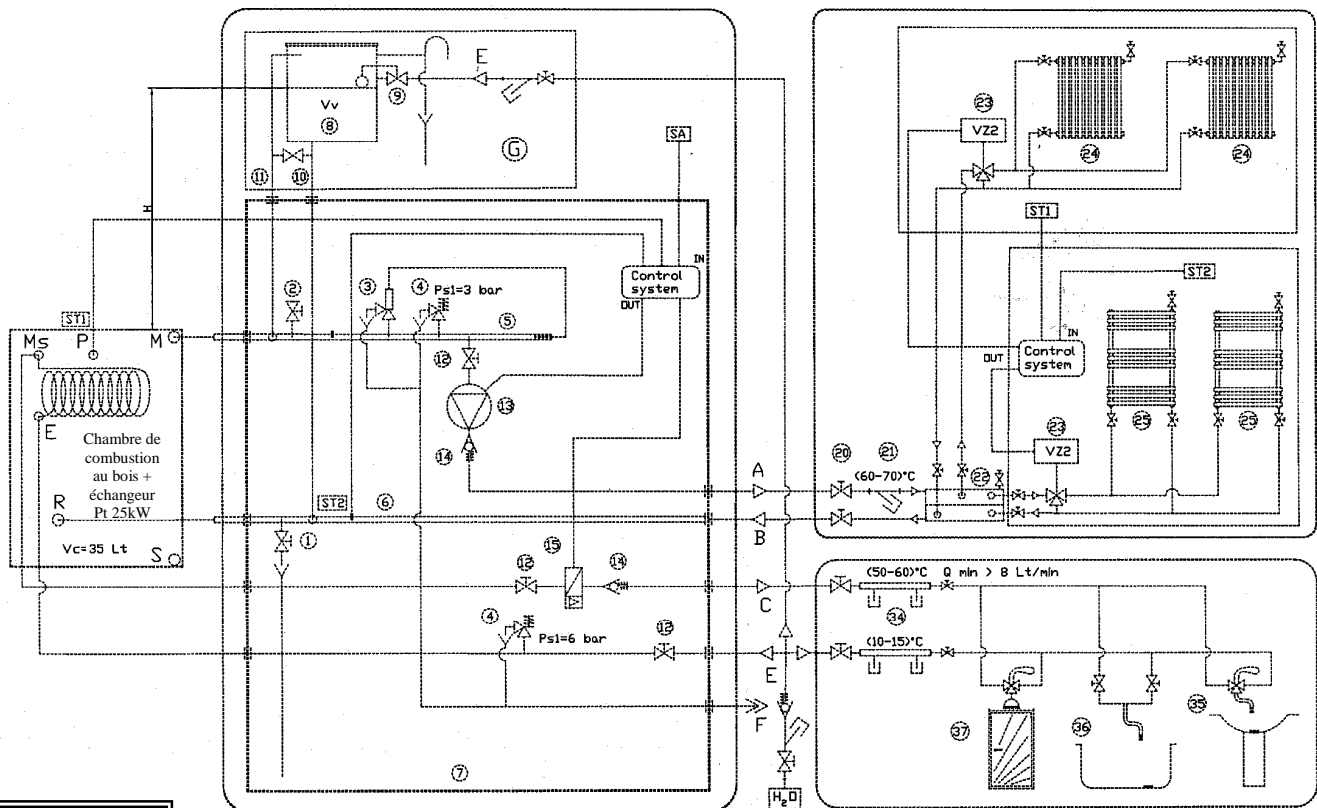 E
Vv
8
9
G
11
10
H
SA
IN
Control
system
OUT
2
3
4
Ps1=3 bar
5
ST1
Ms
P
M
E
Chambre de
combustion
au bois +
échangeur
Pt 25kW
R
Vc=35 Lt
S
12
13
14
ST2
6
1
15
12
14
4
Ps1=6 bar
12
7
A
B
C
E
F
H2O
23
VZ2
24
24
ST1
ST2
IN
Control
system
OUT
25
25
23
VZ2
20
21
(60-70)°C
22
(50-60)°C Q min > 8 Lt/min
34
(10-15)°C
37
36
35